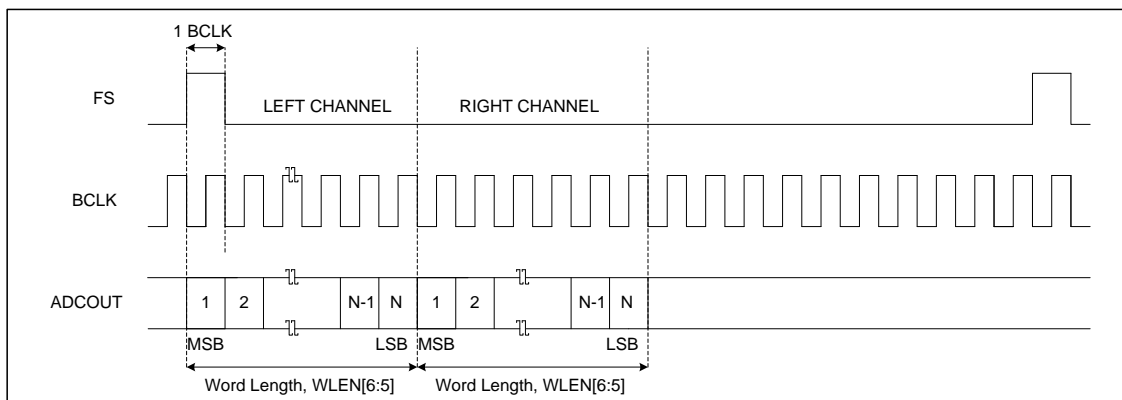 1 BCLK
FS
LEFT CHANNEL RIGHT CHANNEL
BCLK
ADCOUT
1 2 N-1 N 1 2 N-1 N
MSB LSB MSB LSB
Word Length, WLEN[6:5] Word Length, WLEN[6:5]